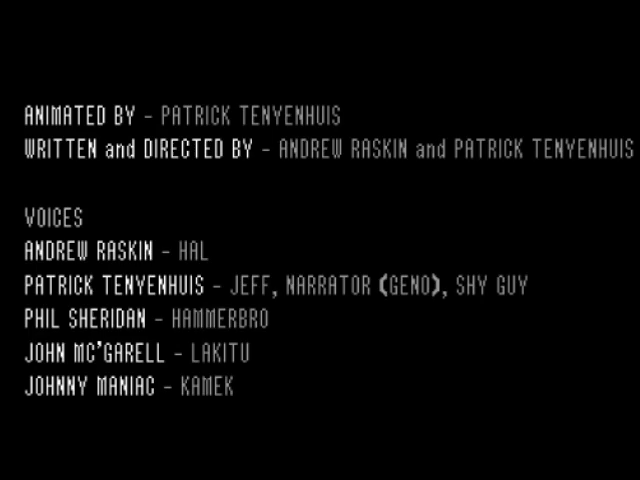 ANIMATED BY - PATRICK TENYENHUIS
WRITTEN and DIRECTED BY - ANDREW RASKIN and PATRICK TENYENHUIS
VOICES
ANDREW RASKIN - HAL
PATRICK TENYENHUIS - JEFF, NARRATOR (GENO), SHY GUY
PHIL SHERIDAN - HAMMERBRO
JOHN MC'GARELL - LAKITU
JOHNNY MANIAC - KAMEK